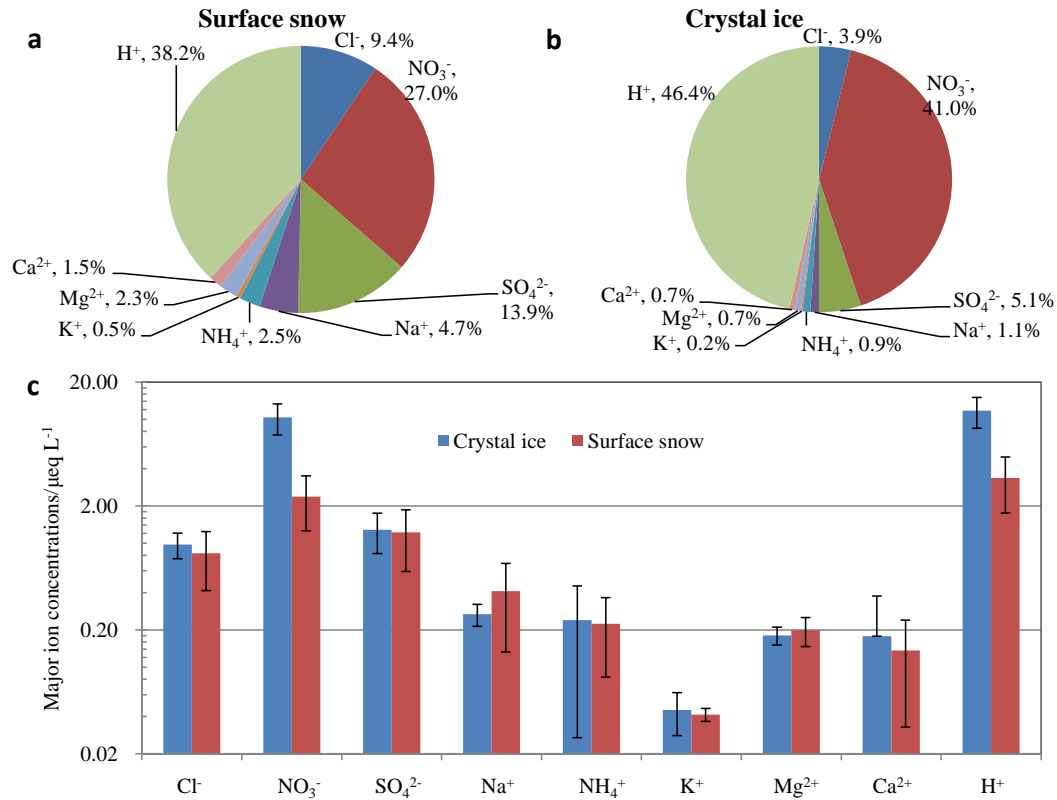 a
Surface snow
H⁺, 38.2%
Cl⁻, 9.4%
NO₃⁻,
27.0%
SO₄²⁻,
13.9%
Na⁺, 4.7%
NH₄⁺, 2.5%
K⁺, 0.5%
Mg²⁺, 2.3%
Ca²⁺, 1.5%
b
Crystal ice
H⁺, 46.4%
Cl⁻, 3.9%
NO₃⁻,
41.0%
SO₄²⁻, 5.1%
Na⁺, 1.1%
NH₄⁺, 0.9%
K⁺, 0.2%
Mg²⁺, 0.7%
Ca²⁺, 0.7%
c
Major ion concentrations/μeq L⁻¹
20.00
2.00
0.20
0.02
Crystal ice
Surface snow
Cl⁻ NO₃⁻ SO₄²⁻ Na⁺ NH₄⁺ K⁺ Mg²⁺ Ca²⁺ H⁺